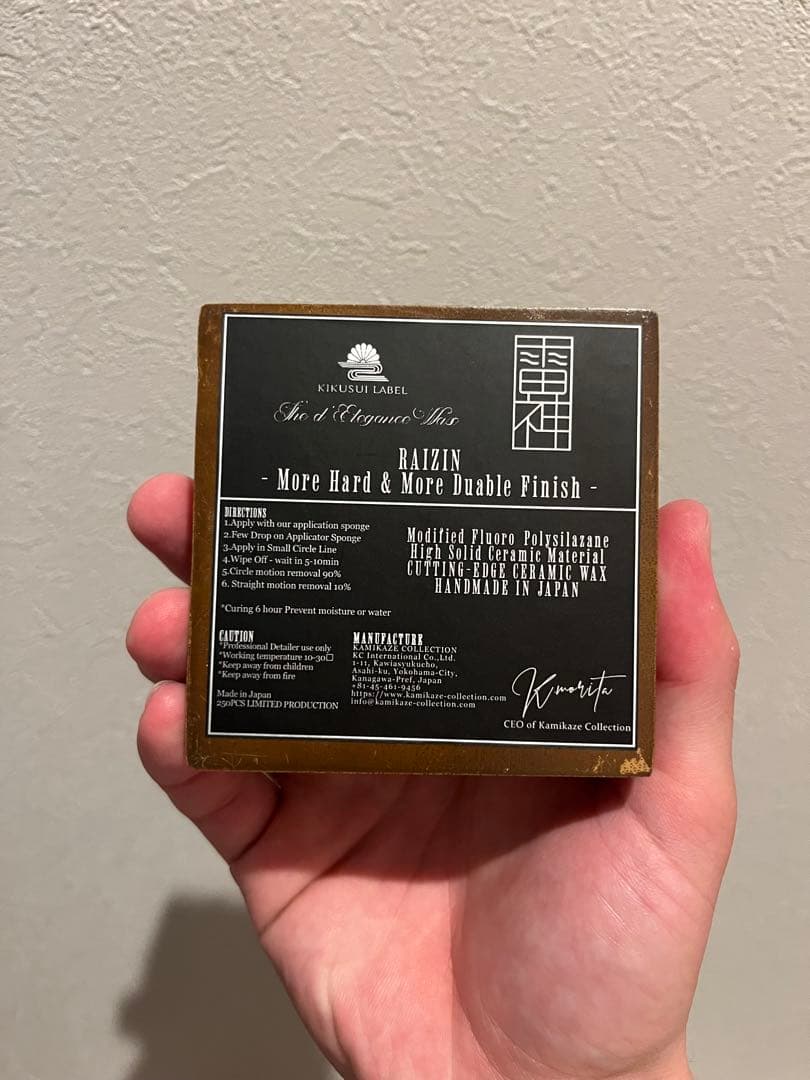 KIKUSUI LABEL
The d'Elegance Wax
雷神
RAIZIN
- More Hard & More Duable Finish -
DIRECTIONS
1.Apply with our application sponge
2.Few Drop on Applicator Sponge
3.Apply in Small Circle Line
4.Wipe Off - wait in 5-10min
5.Circle motion removal 90%
6. Straight motion removal 10%
*Curing 6 hour Prevent moisture or water
Modified Fluoro Polysilazane
High Solid Ceramic Material
CUTTING-EDGE CERAMIC WAX
HANDMADE IN JAPAN
CAUTION
*Professional Detailer use only
*Working temperature 10-30□
*Keep away from children
*Keep away from fire
Made in Japan
250PCS LIMITED PRODUCTION
MANUFACTURE
KAMIKAZE COLLECTION
KC International Co.,Ltd.
1-11, Kawiasyukucho,
Asahi-ku, Yokohama-City,
Kanagawa-Pref, Japan
+81-45-461-9456
https://www.kamikaze-collection.com
info@kamikaze-collection.com
K.morita
CEO of Kamikaze Collection